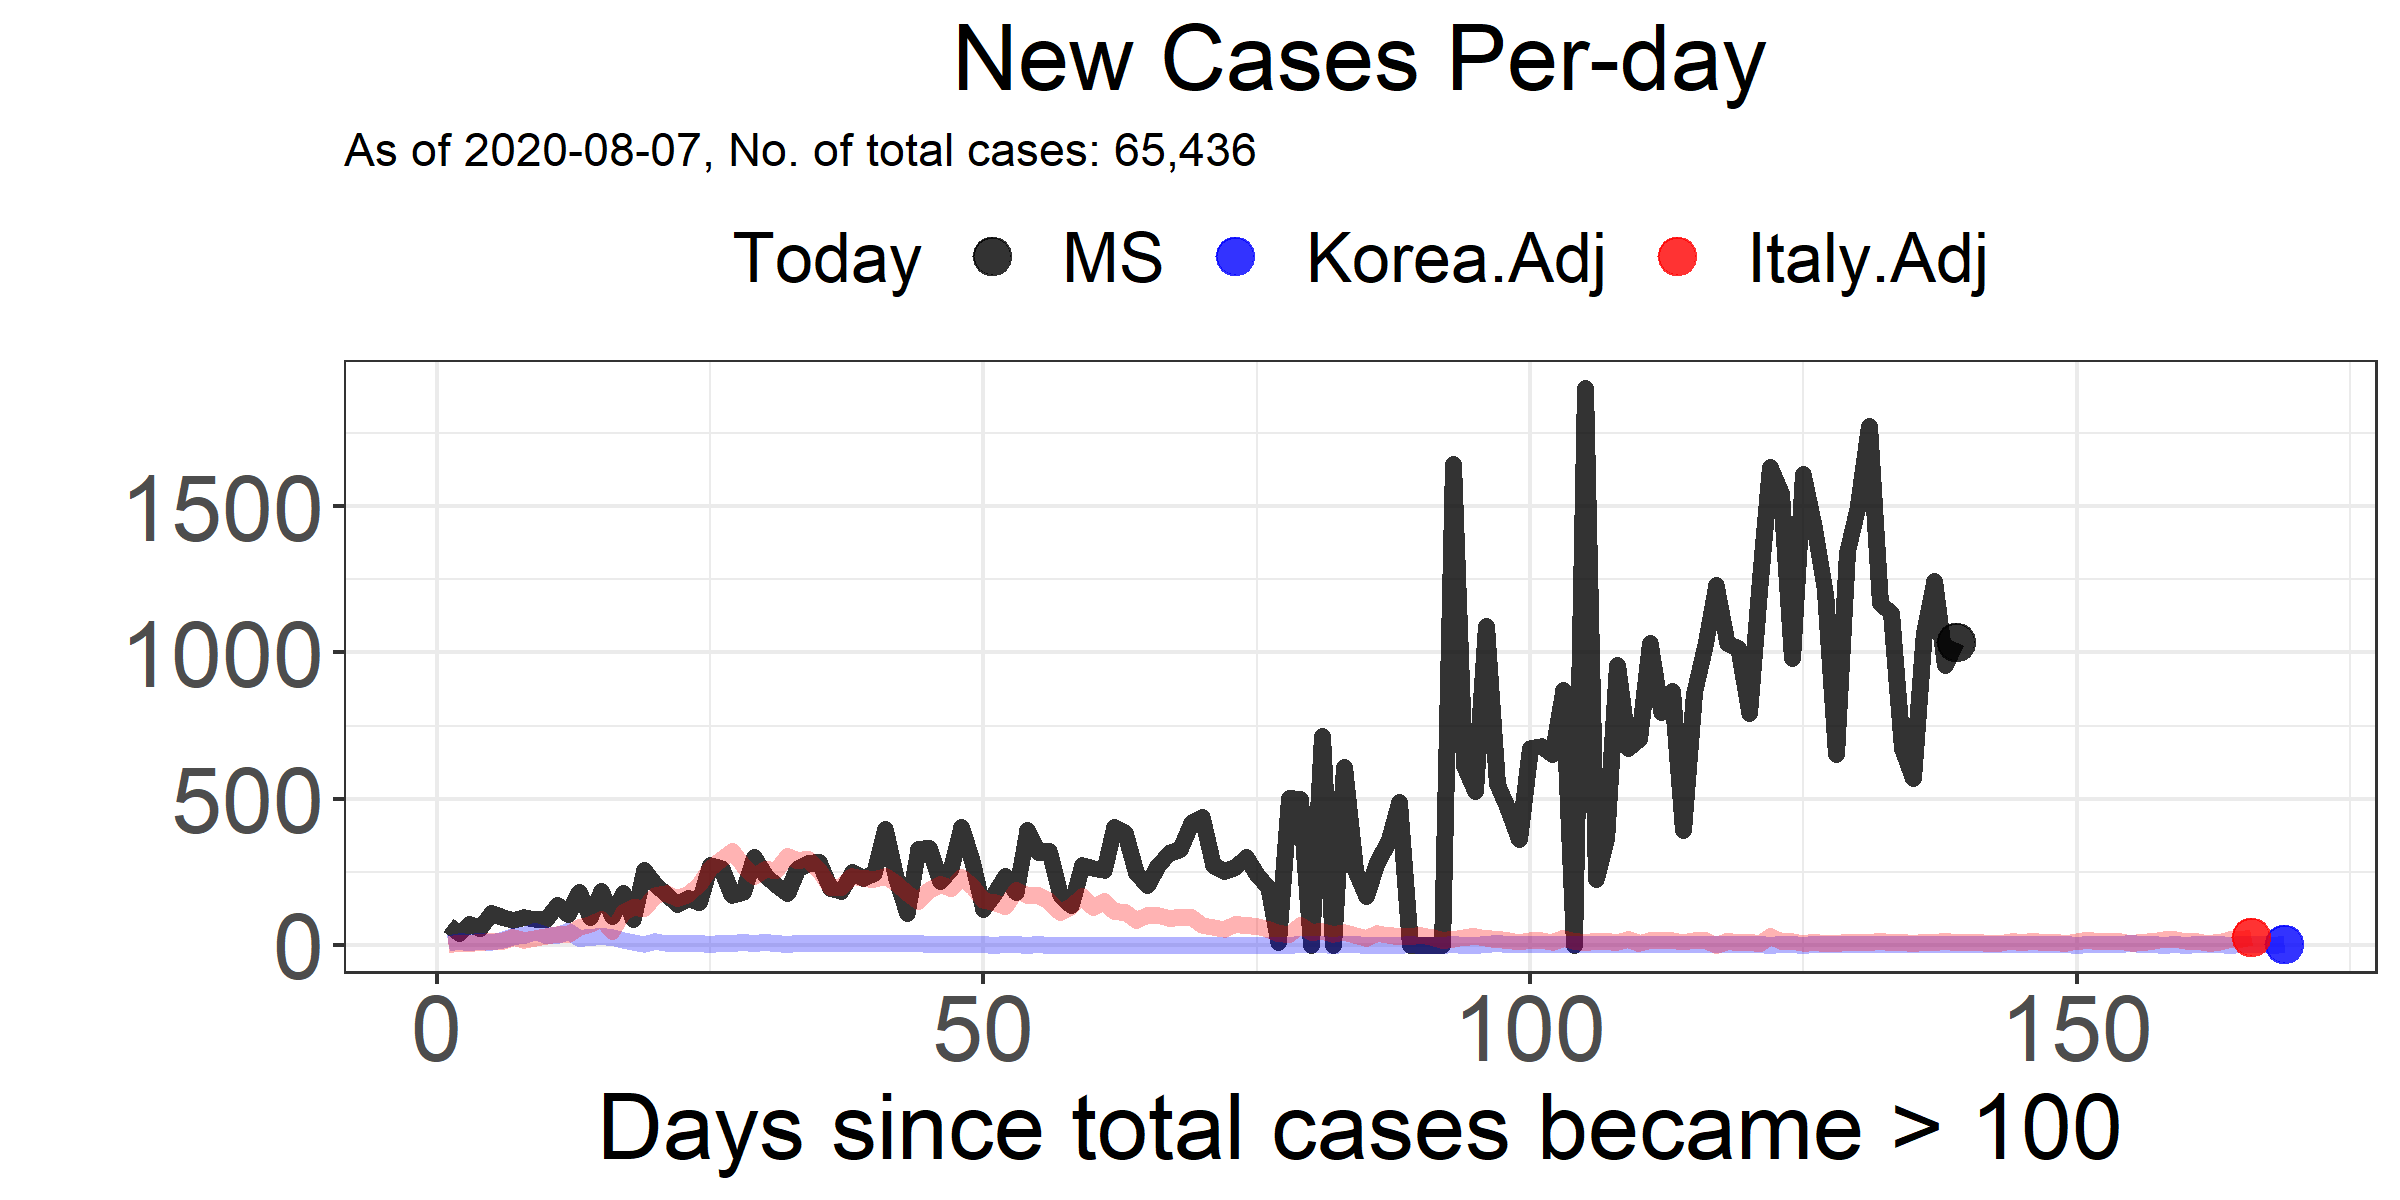 New Cases Per-day
As of 2020-08-07, No. of total cases: 65,436
Today MS Korea.Adj Italy.Adj
1500
1000
500
0
0 50 100 150
Days since total cases became > 100